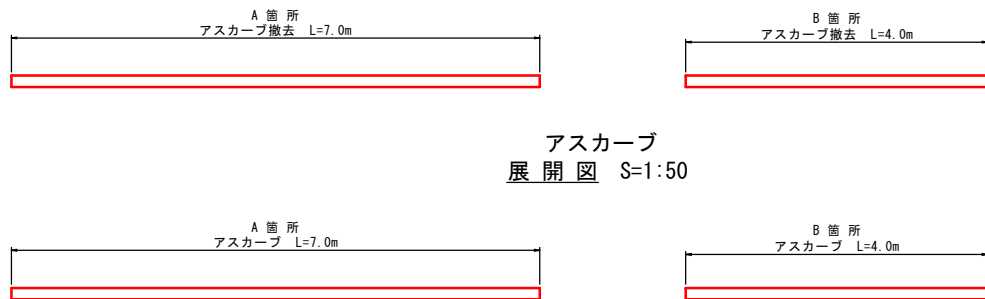 A 箇 所
アスカーブ撤去 L=7.0m
B 箇 所
アスカーブ撤去 L=4.0m
アスカーブ
展 開 図 S=1:50
A 箇 所
アスカーブ L=7.0m
B 箇 所
アスカーブ L=4.0m